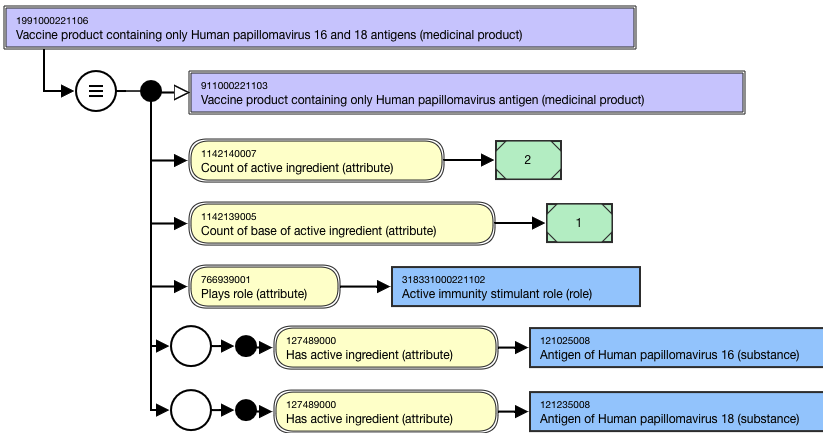 1991000221106
Vaccine product containing only Human papillomavirus 16 and 18 antigens (medicinal product)
911000221103
Vaccine product containing only Human papillomavirus antigen (medicinal product)
1142140007
Count of active ingredient (attribute)
2
1142139005
Count of base of active ingredient (attribute)
1
766939001
Plays role (attribute)
318331000221102
Active immunity stimulant role (role)
127489000
Has active ingredient (attribute)
121025008
Antigen of Human papillomavirus 16 (substance)
127489000
Has active ingredient (attribute)
121235008
Antigen of Human papillomavirus 18 (substance)